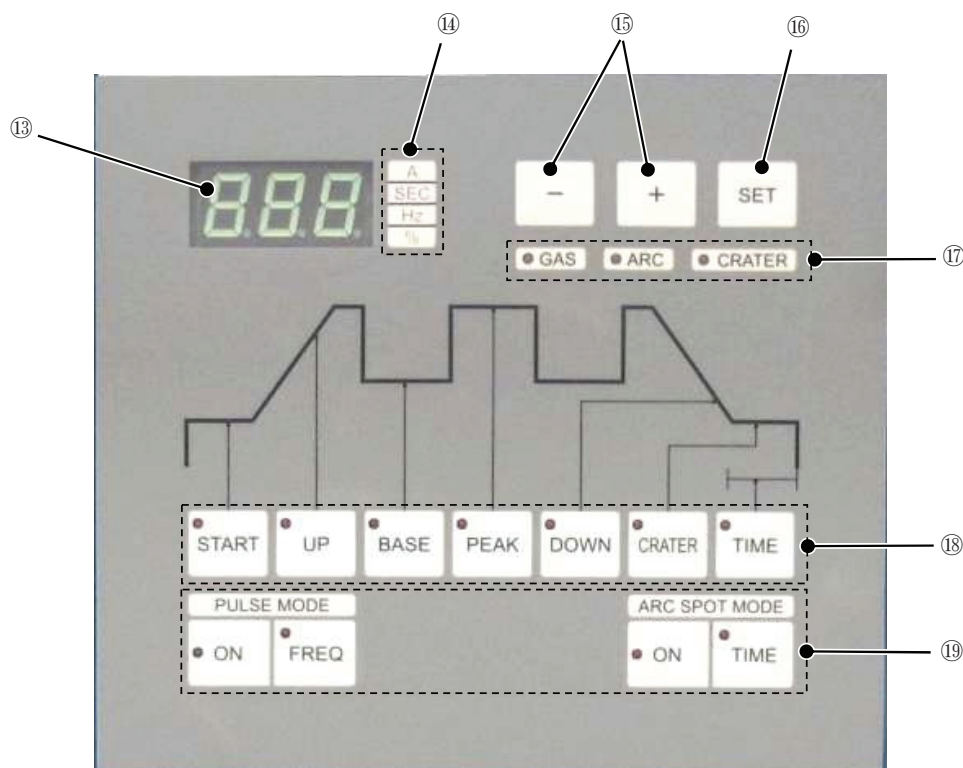 ⑭ ⑮ ⑯
⑬
888
A
SEC
Hz
%
− + SET
GAS ARC CRATER
⑰
START UP BASE PEAK DOWN CRATER TIME
⑱
PULSE MODE ARC SPOT MODE
ON FREQ ON TIME
⑲